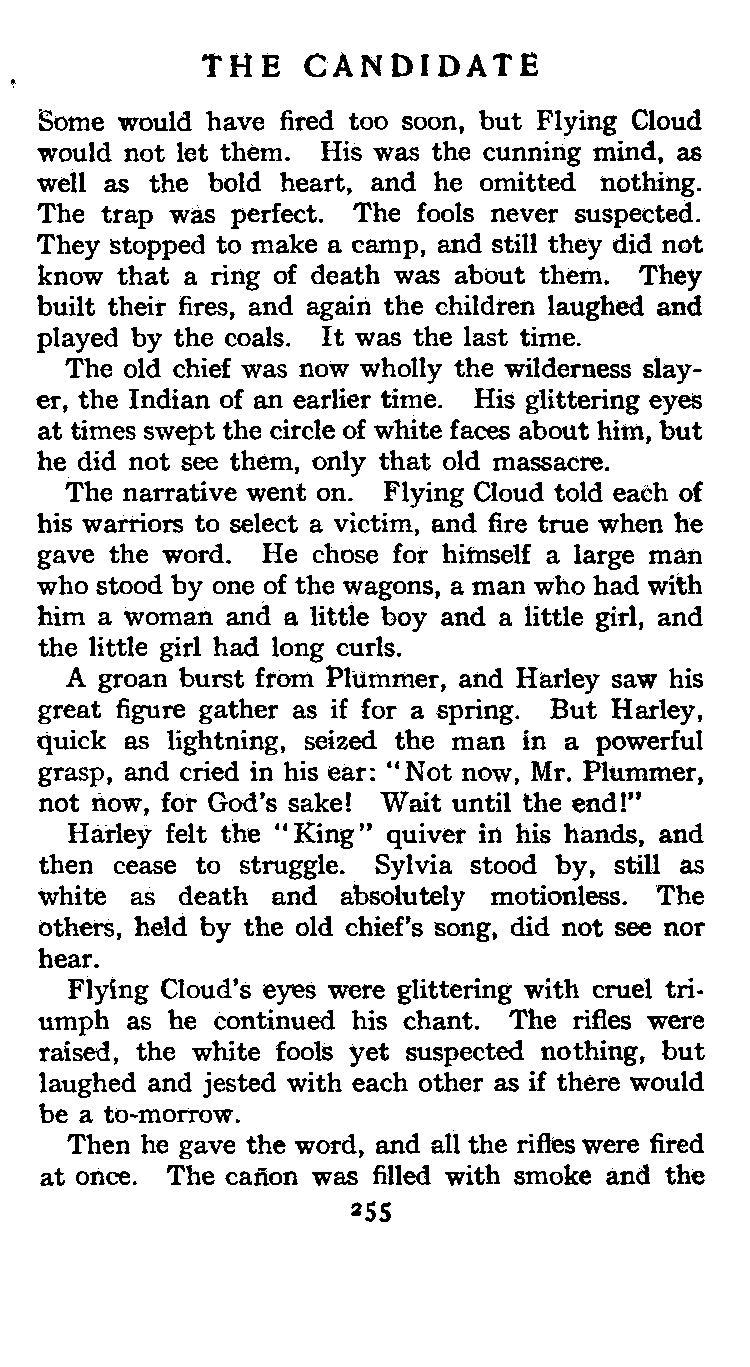 THE CANDIDATE
Some would have fired too soon, but Flying Cloud
would not let them. His was the cunning mind, as
well as the bold heart, and he omitted nothing.
The trap was perfect. The fools never suspected.
They stopped to make a camp, and still they did not
know that a ring of death was about them. They
built their fires, and again the children laughed and
played by the coals. It was the last time.
The old chief was now wholly the wilderness slay-
er, the Indian of an earlier time. His glittering eyes
at times swept the circle of white faces about him, but
he did not see them, only that old massacre.
The narrative went on. Flying Cloud told each of
his warriors to select a victim, and fire true when he
gave the word. He chose for himself a large man
who stood by one of the wagons, a man who had with
him a woman and a little boy and a little girl, and
the little girl had long curls.
A groan burst from Plummer, and Harley saw his
great figure gather as if for a spring. But Harley,
quick as lightning, seized the man in a powerful
grasp, and cried in his ear: "Not now, Mr. Plummer,
not now, for God's sake! Wait until the end!"
Harley felt the "King" quiver in his hands, and
then cease to struggle. Sylvia stood by, still as
white as death and absolutely motionless. The
others, held by the old chief's song, did not see nor
hear.
Flying Cloud's eyes were glittering with cruel tri-
umph as he continued his chant. The rifles were
raised, the white fools yet suspected nothing, but
laughed and jested with each other as if there would
be a to-morrow.
Then he gave the word, and all the rifles were fired
at once. The cañon was filled with smoke and the
255